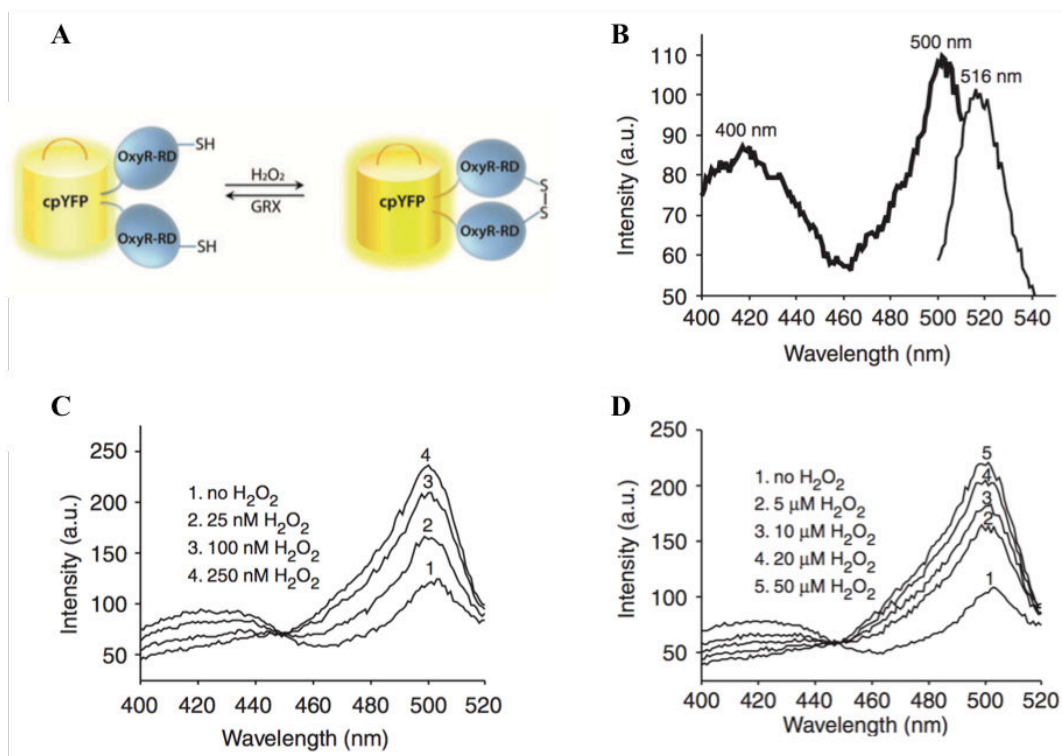 A
SH
OxyR-RD
cpYFP
OxyR-RD
SH
H₂O₂
GRX
OxyR-RD
cpYFP
S
S
OxyR-RD
B
500 nm
516 nm
400 nm
110
100
90
80
70
60
50
Intensity (a.u.)
400 420 440 460 480 500 520 540
Wavelength (nm)
C
250
200
150
100
50
Intensity (a.u.)
1. no H₂O₂
2. 25 nM H₂O₂
3. 100 nM H₂O₂
4. 250 nM H₂O₂
4
3
2
1
400 420 440 460 480 500 520
Wavelength (nm)
D
250
200
150
100
50
Intensity (a.u.)
1. no H₂O₂
2. 5 µM H₂O₂
3. 10 µM H₂O₂
4. 20 µM H₂O₂
5. 50 µM H₂O₂
5
4
3
2
1
400 420 440 460 480 500 520
Wavelength (nm)